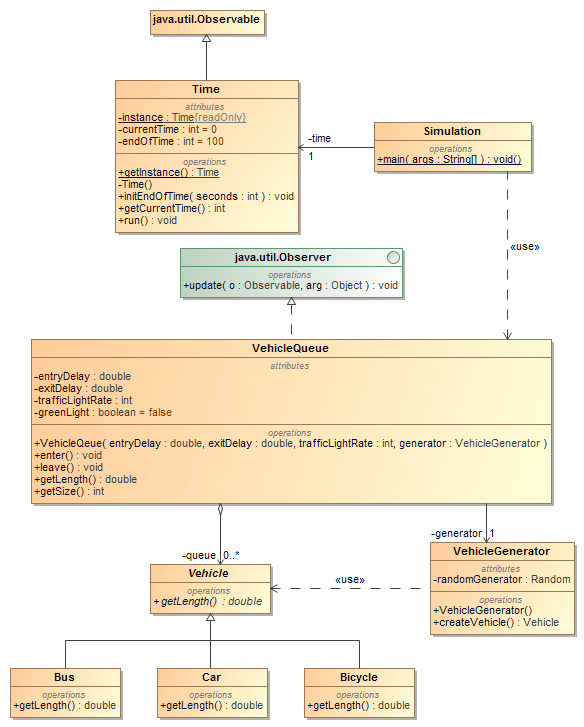 java.util.Observable
Time
attributes
-instance : Time{readOnly}
-currentTime : int = 0
-endOfTime : int = 100
operations
+getInstance() : Time
-Time()
+initEndOfTime( seconds : int ) : void
+getCurrentTime() : int
+run() : void
-time
1
Simulation
operations
+main( args : String[] ) : void()
«use»
java.util.Observer
operations
+update( o : Observable, arg : Object ) : void
VehicleQueue
attributes
-entryDelay : double
-exitDelay : double
-trafficLightRate : int
-greenLight : boolean = false
operations
+VehicleQeue( entryDelay : double, exitDelay : double, trafficLightRate : int, generator : VehicleGenerator )
+enter() : void
+leave() : void
+getLength() : double
+getSize() : int
-queue 0..*
-generator 1
Vehicle
operations
+getLength() : double
«use»
VehicleGenerator
attributes
-randomGenerator : Random
operations
+VehicleGenerator()
+createVehicle() : Vehicle
Bus
operations
+getLength() : double
Car
operations
+getLength() : double
Bicycle
operations
+getLength() : double